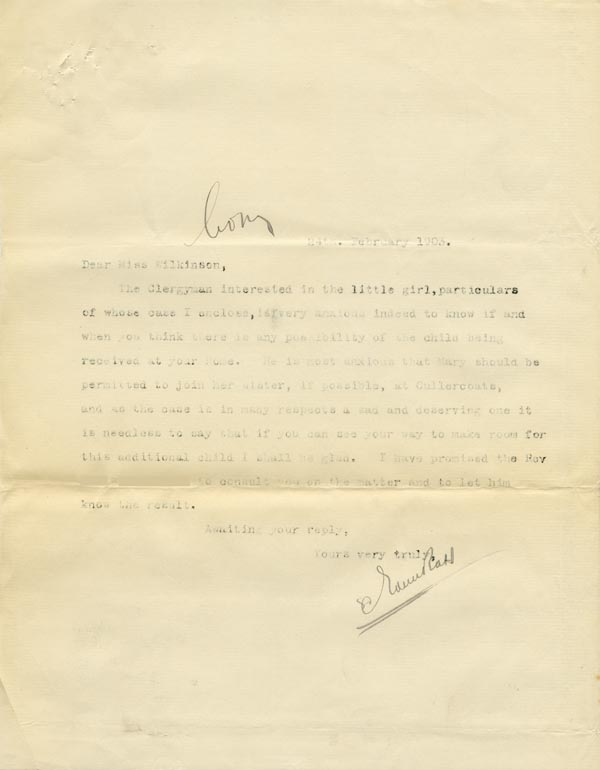 Copy
24th. February 1903.
Dear Miss Wilkinson,
The Clergyman interested in the little girl,particulars
of whose case I enclose,is very anxious indeed to know if and
when you think there is any possibility of the child being
received at your Home. He is most anxious that Mary should be
permitted to join her sister, if possible, at Cullercoats,
and as the case is in many respects a sad and deserving one it
is needless to say that if you can see your way to make room for
this additional child I shall be glad. I have promised the Rev
to consult you on the matter and to let him
know the result.
Awaiting your reply,
Yours very truly,